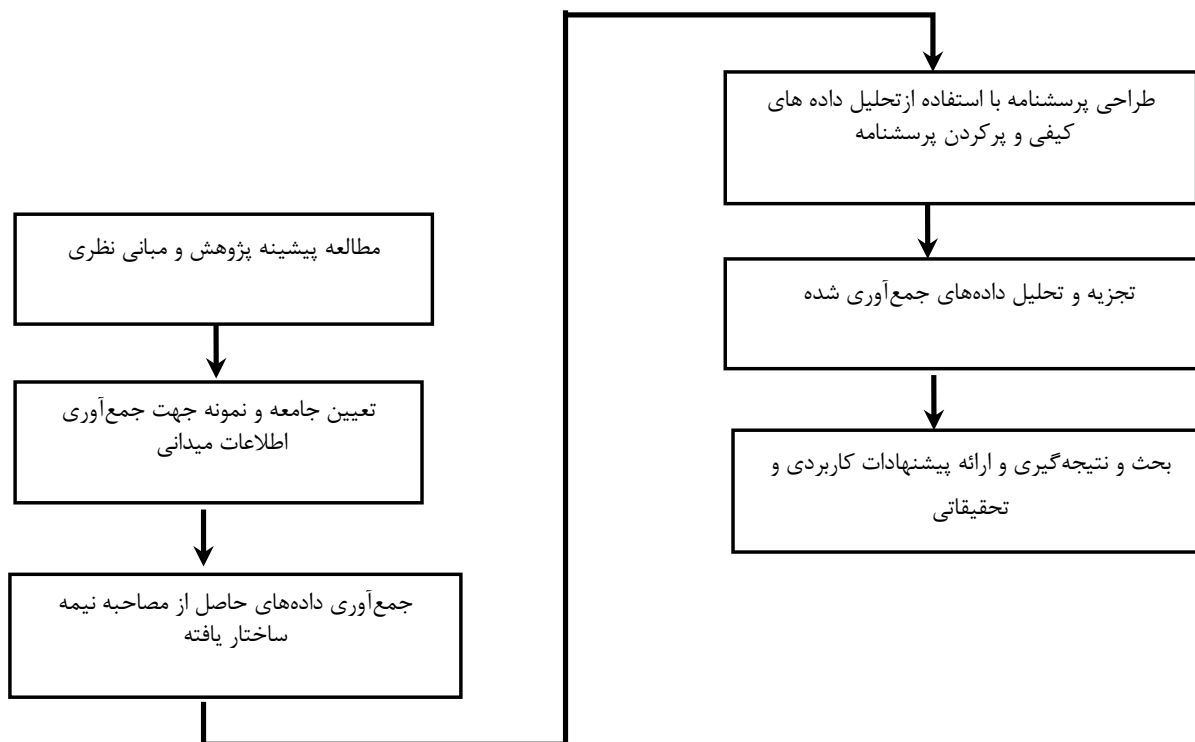 مطالعه پیشینه پژوهش و مبانی نظری
تعیین جامعه و نمونه جهت جمع‌آوری
اطلاعات میدانی
جمع‌آوری داده‌های حاصل از مصاحبه نیمه
ساختار یافته
طراحی پرسشنامه با استفاده ازتحلیل داده های
کیفی و پرکردن پرسشنامه
تجزیه و تحلیل داده‌های جمع‌آوری شده
بحث و نتیجه‌گیری و ارائه پیشنهادات کاربردی و
تحقیقاتی